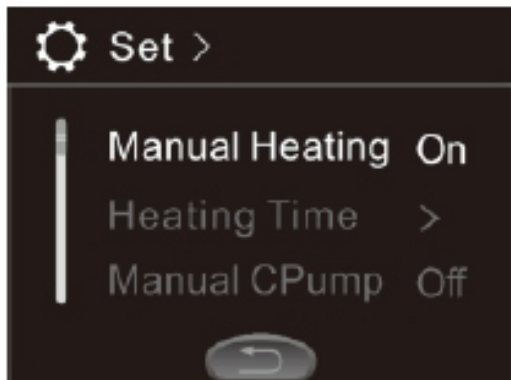 Set >
Manual Heating On
Heating Time >
Manual CPump Off